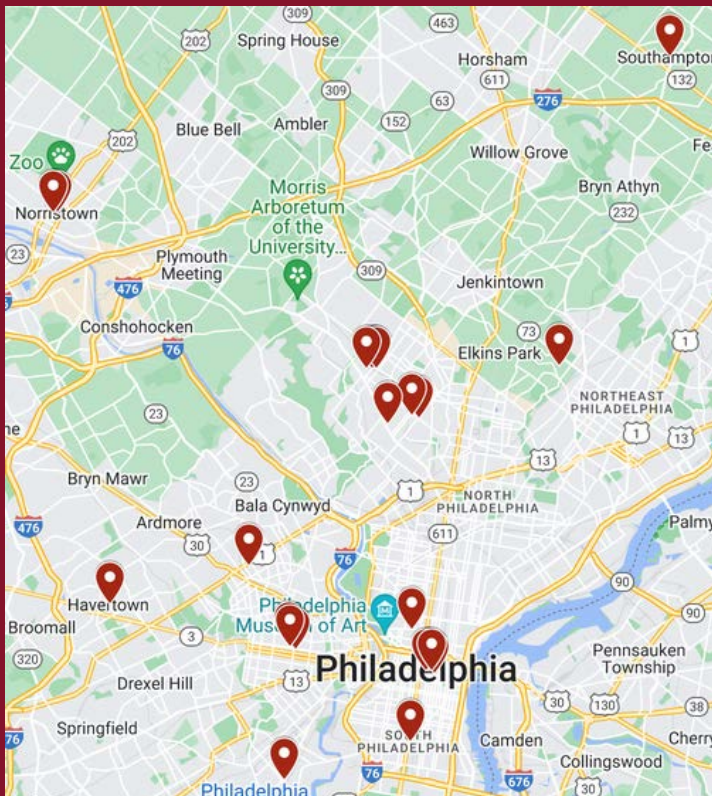 309
463
202
Spring House
Horsham
Southampton
611
132
309
63
276
Ambler
152
Blue Bell
202
Willow Grove
Zoo
Bryn Athyn
Morris
Arboretum
of the
University...
Norristown
232
23
Plymouth
Meeting
309
476
Jenkintown
Conshohocken
73
1
76
Elkins Park
NORTHEAST
PHILADELPHIA
23
1
13
13
Bryn Mawr
23
1
NORTH
PHILADELPHIA
Bala Cynwyd
476
Ardmore
30
1
76
611
Palmy
90
Havertown
Philadelphia
Museum of Art
90
Broomall
3
320
Pennsauken
Township
Drexel Hill
13
Philadelphia
30
130
38
Springfield
SOUTH
PHILADELPHIA
Camden
Cherry
76
Collingswood
76
676
30
Philadelphia